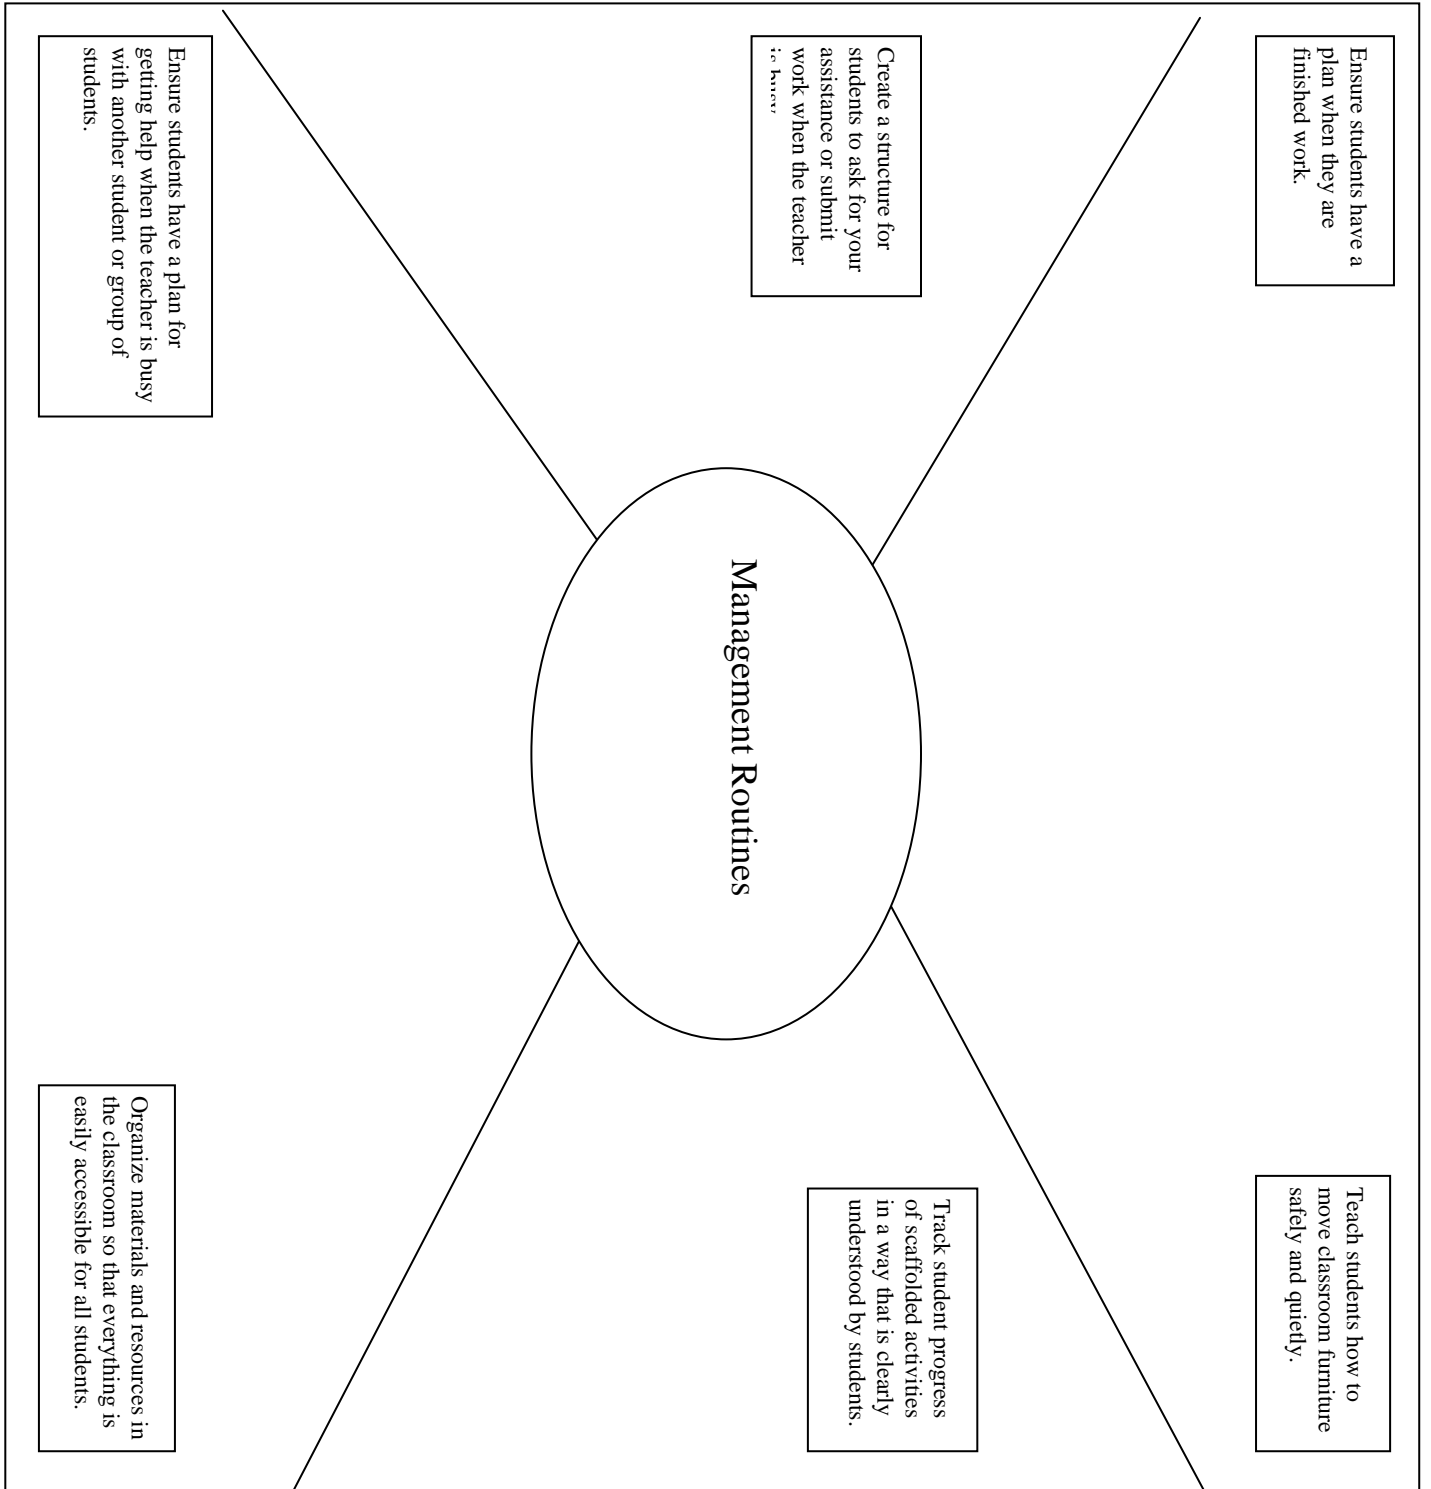 Ensure students have a
plan when they are
finished work.
Teach students how to
move classroom furniture
safely and quietly.
Create a structure for
students to ask for your
assistance or submit
work when the teacher
Management Routines
Track student progress
of scaffolded activities
in a way that is clearly
understood by students.
Ensure students have a plan for
getting help when the teacher is busy
with another student or group of
students.
Organize materials and resources in
the classroom so that everything is
easily accessible for all students.